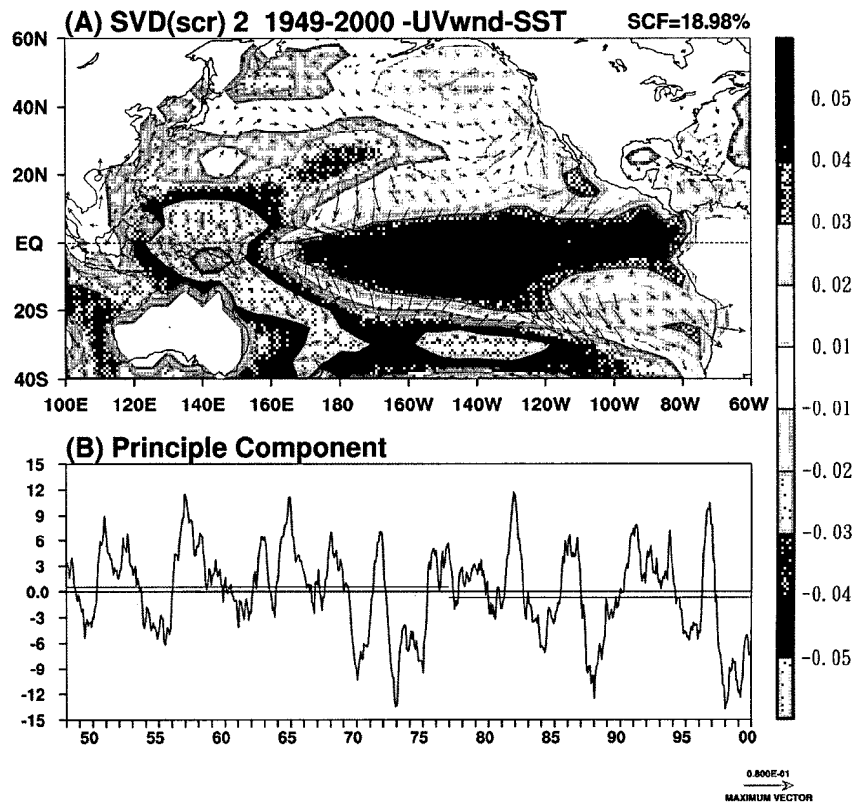 (A) SVD(scr) 2 1949-2000 -UVwnd-SST SCF=18.98%
60N
40N
20N
EQ
20S
40S
100E 120E 140E 160E 180 160W 140W 120W 100W 80W 60W
0.05
0.04
0.03
0.02
0.01
-0.01
-0.02
-0.03
-0.04
-0.05
(B) Principle Component
15
12
9
6
3
0.0
-3
-6
-9
-12
-15
50 55 60 65 70 75 80 85 90 95 00
0.800E-01
MAXIMUM VECTOR